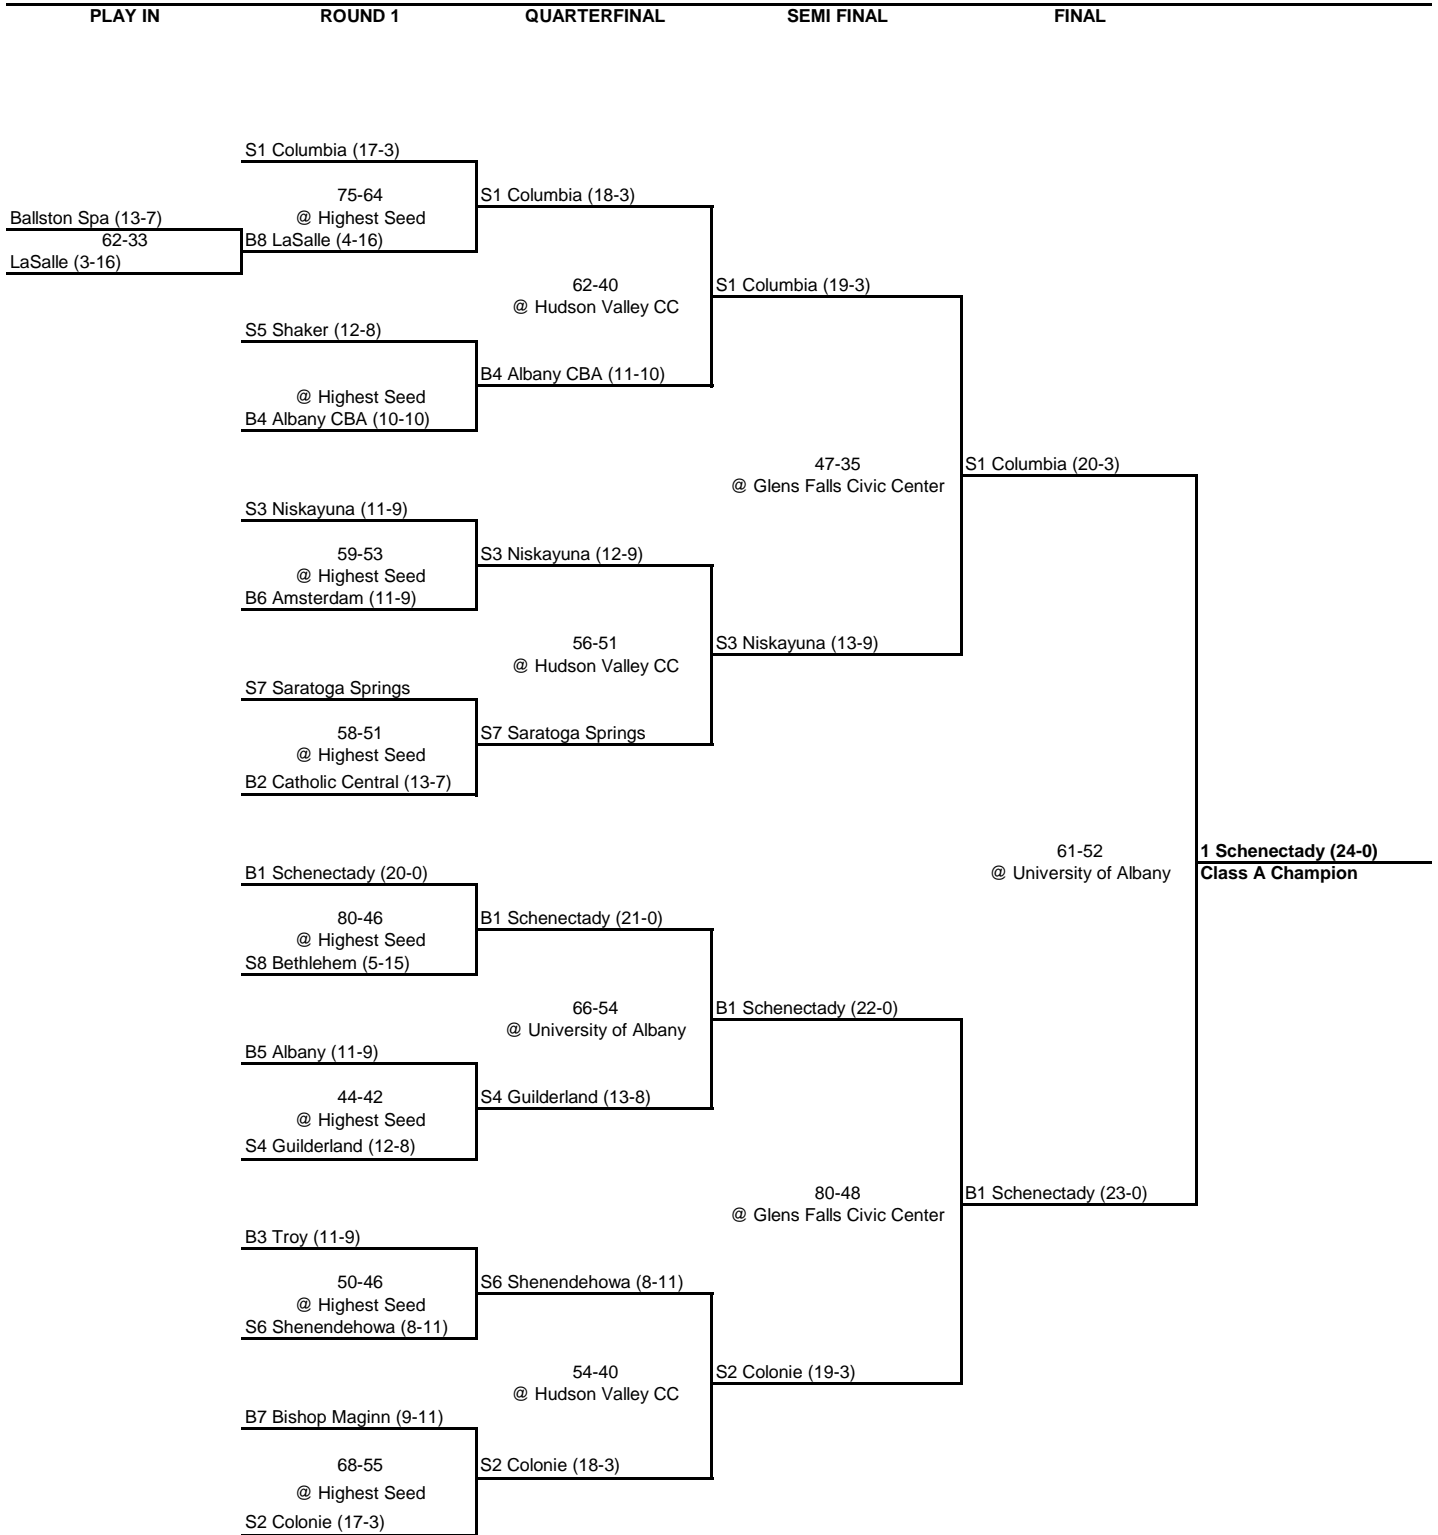 PLAY IN ROUND 1 QUARTERFINAL SEMI FINAL FINAL
S1 Columbia (17-3)
75-64
@ Highest Seed
S1 Columbia (18-3)
Ballston Spa (13-7)
62-33
LaSalle (3-16)
B8 LaSalle (4-16)
62-40
@ Hudson Valley CC
S1 Columbia (19-3)
S5 Shaker (12-8)
@ Highest Seed
B4 Albany CBA (11-10)
B4 Albany CBA (10-10)
47-35
@ Glens Falls Civic Center
S1 Columbia (20-3)
S3 Niskayuna (11-9)
59-53
@ Highest Seed
S3 Niskayuna (12-9)
B6 Amsterdam (11-9)
56-51
@ Hudson Valley CC
S3 Niskayuna (13-9)
S7 Saratoga Springs
58-51
@ Highest Seed
S7 Saratoga Springs
B2 Catholic Central (13-7)
61-52
@ University of Albany
1 Schenectady (24-0)
Class A Champion
B1 Schenectady (20-0)
80-46
@ Highest Seed
B1 Schenectady (21-0)
S8 Bethlehem (5-15)
66-54
@ University of Albany
B1 Schenectady (22-0)
B5 Albany (11-9)
44-42
@ Highest Seed
S4 Guilderland (13-8)
S4 Guilderland (12-8)
80-48
@ Glens Falls Civic Center
B1 Schenectady (23-0)
B3 Troy (11-9)
50-46
@ Highest Seed
S6 Shenendehowa (8-11)
S6 Shenendehowa (8-11)
54-40
@ Hudson Valley CC
S2 Colonie (19-3)
B7 Bishop Maginn (9-11)
68-55
@ Highest Seed
S2 Colonie (18-3)
S2 Colonie (17-3)